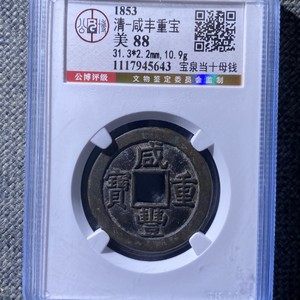 1853
清-咸丰重宝
美 88
31.3*2.2mm,10.9g
1117945643 宝泉当十母钱
公博评级 文物鉴定委员会监制
咸豐重寶